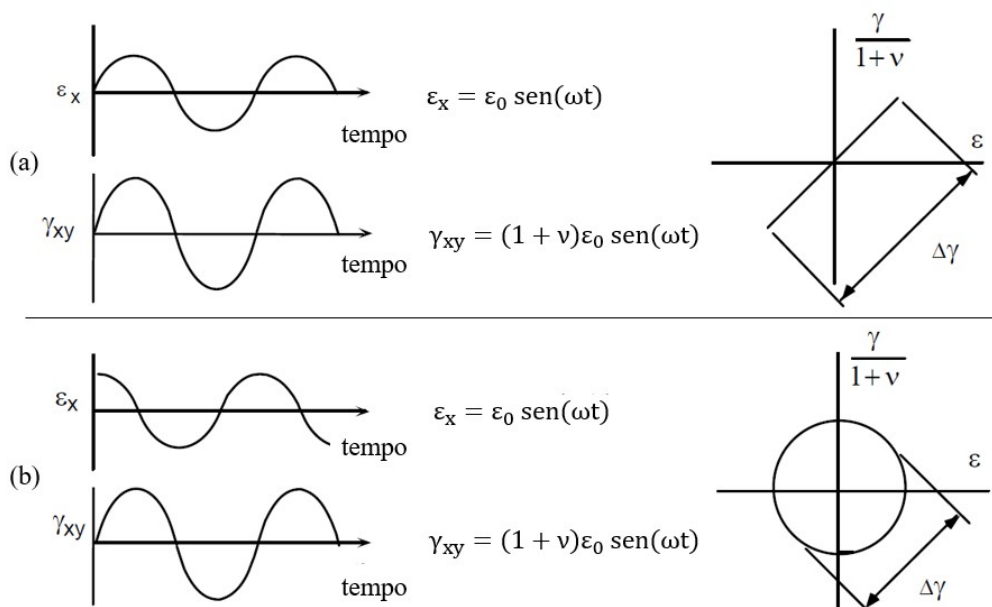 (a)
εₓ
tempo
εₓ = ε₀ sen(ωt)
γxy
tempo
γxy = (1 + ν)ε₀ sen(ωt)
γ
1+ν
ε
Δγ
(b)
εₓ
tempo
εₓ = ε₀ sen(ωt)
γxy
tempo
γxy = (1 + ν)ε₀ sen(ωt)
γ
1+ν
ε
Δγ